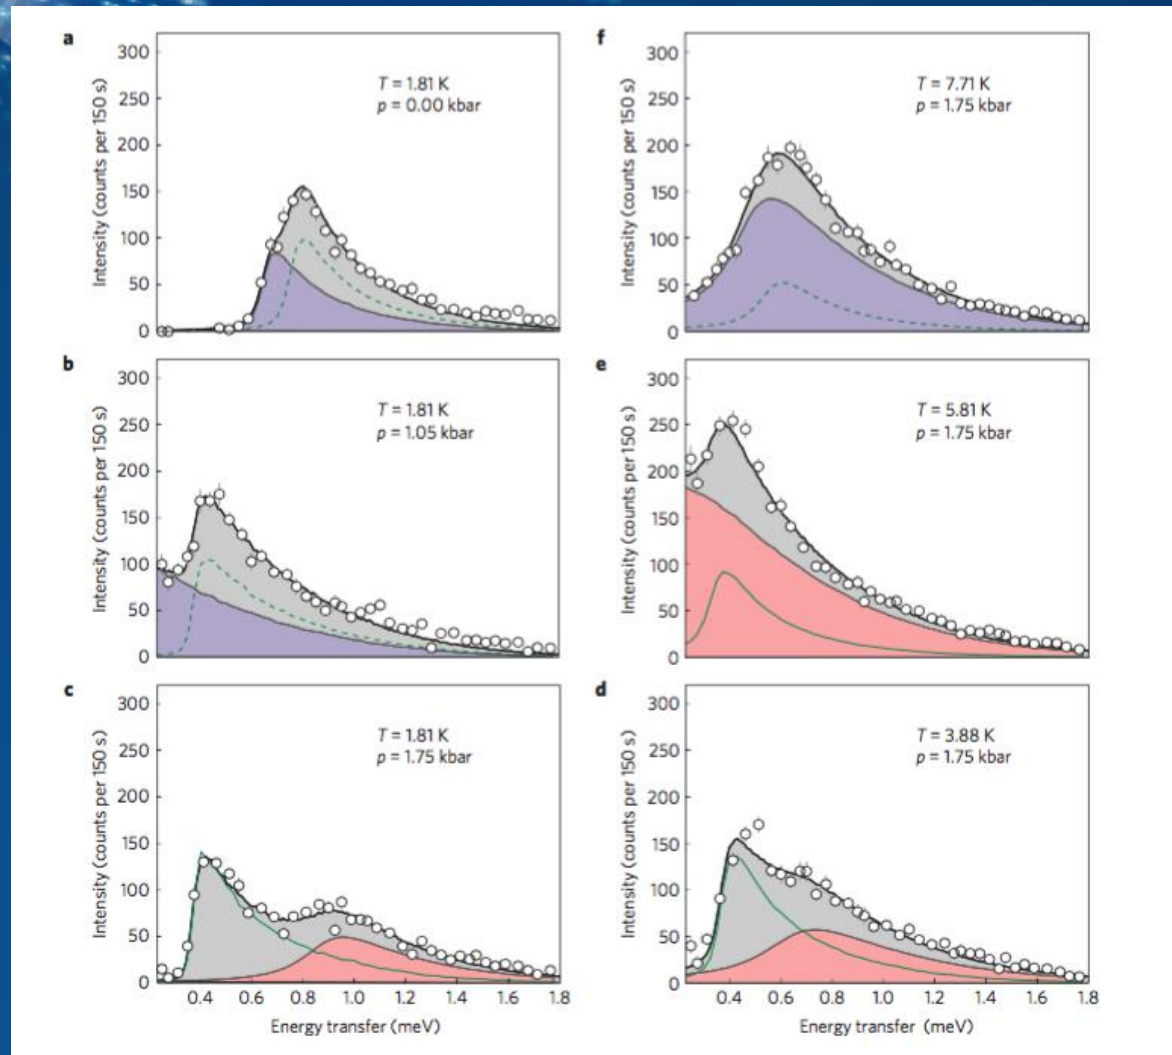 a
T = 1.81 K
p = 0.00 kbar
Intensity (counts per 150 s)
300
250
200
150
100
50
0
f
T = 7.71 K
p = 1.75 kbar
Intensity (counts per 150 s)
300
250
200
150
100
50
0
b
T = 1.81 K
p = 1.05 kbar
Intensity (counts per 150 s)
300
250
200
150
100
50
0
e
T = 5.81 K
p = 1.75 kbar
Intensity (counts per 150 s)
300
250
200
150
100
50
0
c
T = 1.81 K
p = 1.75 kbar
Intensity (counts per 150 s)
300
250
200
150
100
50
0
0.4 0.6 0.8 1.0 1.2 1.4 1.6 1.8
Energy transfer (meV)
d
T = 3.88 K
p = 1.75 kbar
Intensity (counts per 150 s)
300
250
200
150
100
50
0
0.4 0.6 0.8 1.0 1.2 1.4 1.6 1.8
Energy transfer (meV)